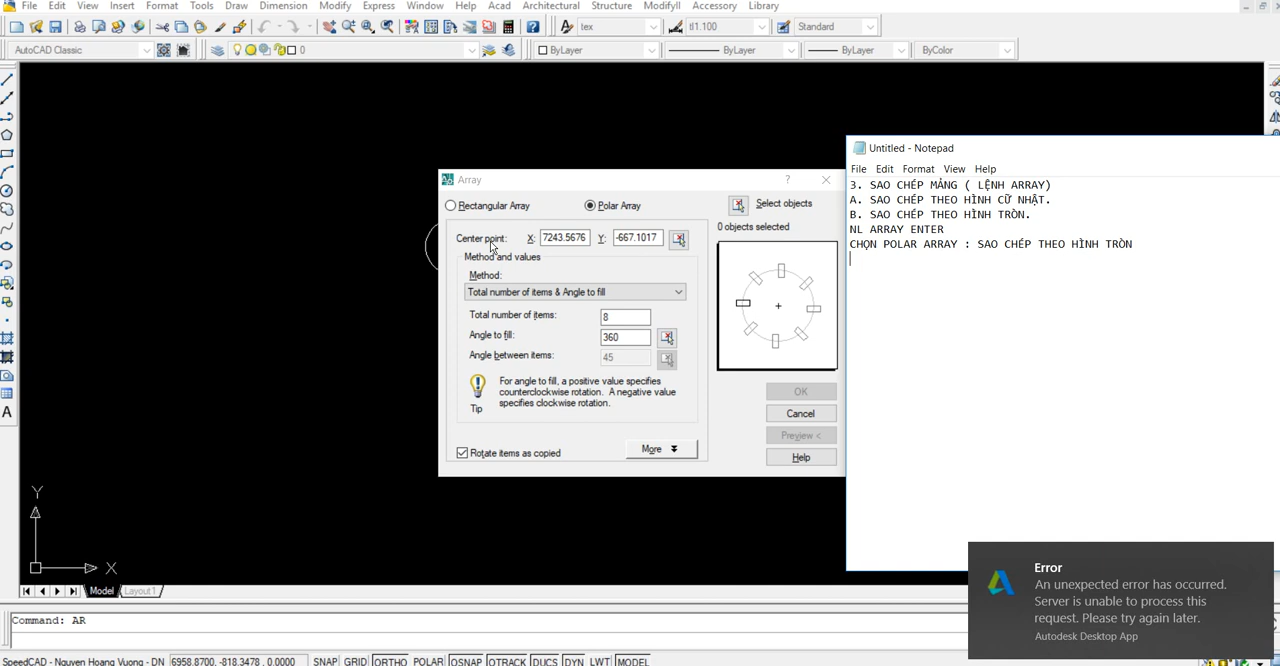 File Edit View Insert Format Tools Draw Dimension Modify Express Window Help Acad Architectural Structure Modifyll Accessory Library
tex tl1.100 Standard
AutoCAD Classic 0 ByLayer ByLayer ByLayer ByColor
Array ?
Rectangular Array Polar Array Select objects
0 objects selected
Center point: X: 7243.5676 Y: -667.1017
Method and values
Method:
Total number of items & Angle to fill
Total number of items: 8
Angle to fill: 360
Angle between items: 45
For angle to fill, a positive value specifies
counterclockwise rotation. A negative value
specifies clockwise rotation.
Tip
Rotate items as copied More
OK
Cancel
Preview <
Help
Untitled - Notepad
File Edit Format View Help
3. SAO CHÉP MẢNG ( LỆNH ARRAY)
A. SAO CHÉP THEO HÌNH CỮ NHẬT.
B. SAO CHÉP THEO HÌNH TRÒN.
NL ARRAY ENTER
CHỌN POLAR ARRAY : SAO CHÉP THEO HÌNH TRÒN
Y
X
Model Layout1
Error
An unexpected error has occurred.
Server is unable to process this
request. Please try again later.
Autodesk Desktop App
Command: AR
SpeedCAD - Nguyen Hoang Vuong - DN 6958.8700, -818.3478 , 0.0000 SNAP GRID ORTHO POLAR OSNAP OTRACK DUCS DYN LWT MODEL